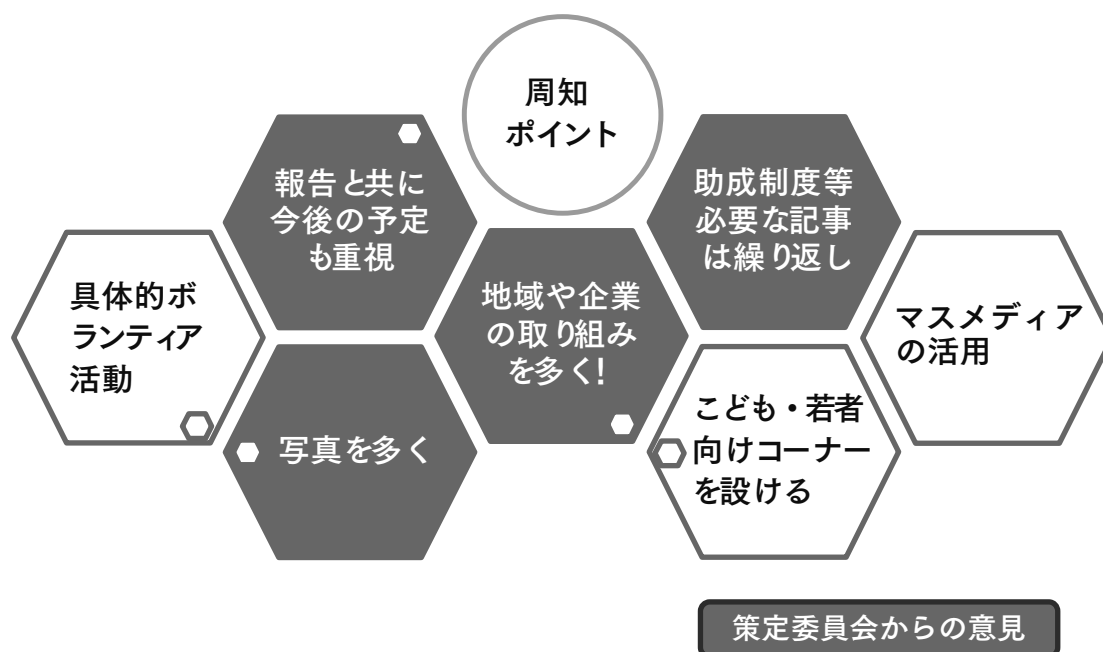 周知
ポイント
報告と共に
今後の予定
も重視
助成制度等
必要な記事
は繰り返し
具体的ボ
ランティア
活動
地域や企業
の取り組み
を多く!
マスメディア
の活用
写真を多く
こども・若者
向けコーナー
を設ける
策定委員会からの意見